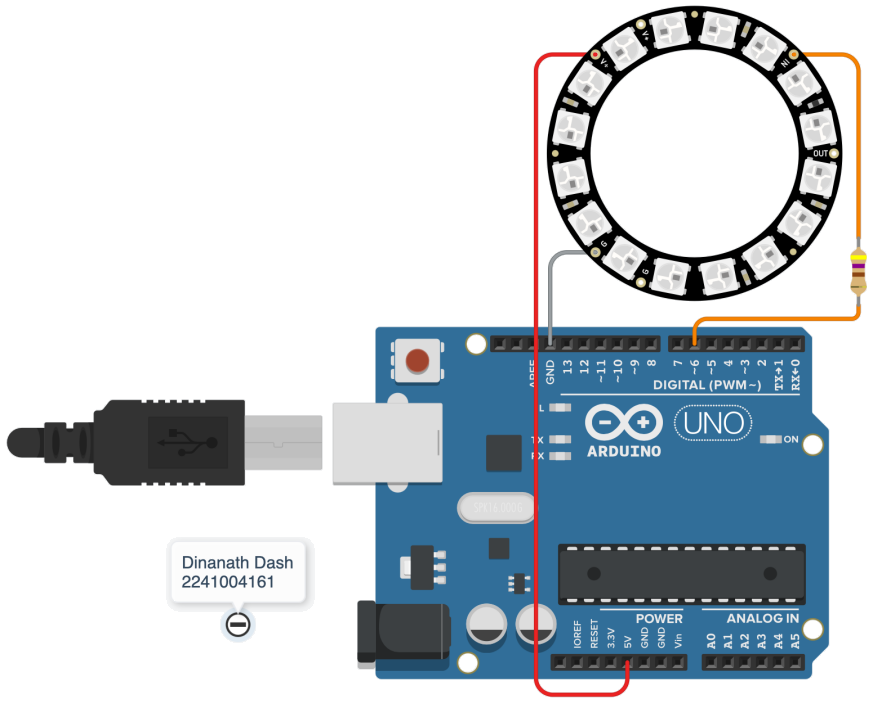 V+
V+
IN
OUT
G
G
AREF
GND
13
12
~11
~10
~9
8
7
~6
~5
4
~3
2
TX→1
RX←0
DIGITAL (PWM~)
L
TX
RX
ARDUINO
UNO
ON
Dinanath Dash
2241004161
POWER
ANALOG IN
IOREF
RESET
3.3V
5V
GND
GND
Vin
A0
A1
A2
A3
A4
A5